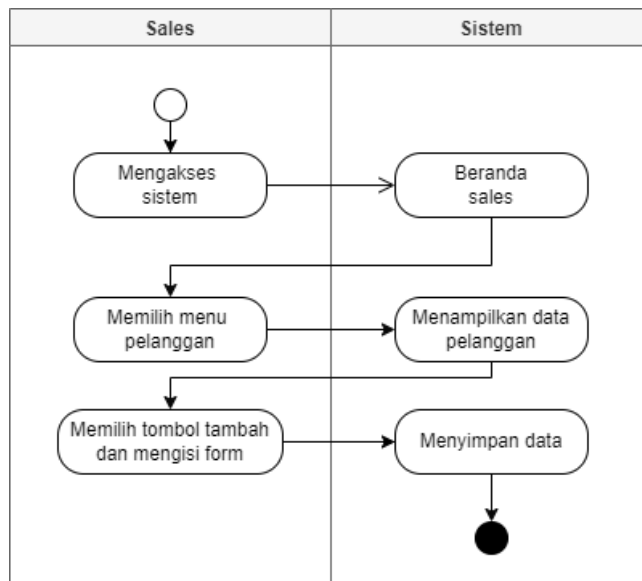 Sales
Sistem
Mengakses
sistem
Beranda
sales
Memilih menu
pelanggan
Menampilkan data
pelanggan
Memilih tombol tambah
dan mengisi form
Menyimpan data